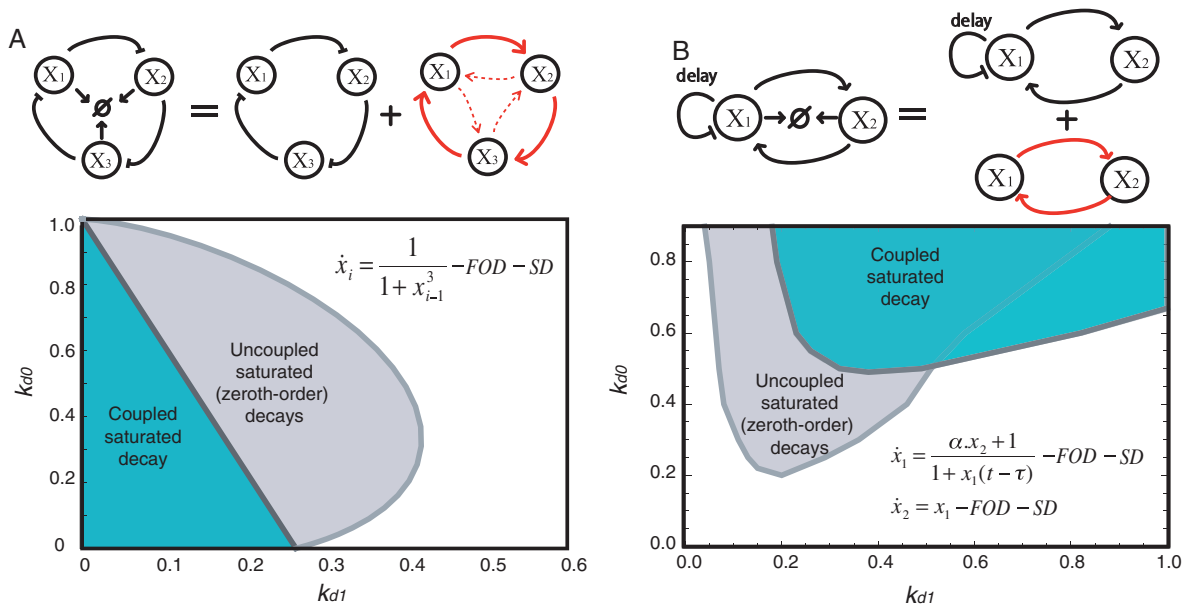 A
X1
X2
X3
∅
=
X1
X2
X3
+
X1
X2
X3
1.0
0.8
0.6
0.4
0.2
0
kd0
ẋi = 1 / (1 + x³i−1) −FOD − SD
Uncoupled
saturated
(zeroth-order)
decays
Coupled
saturated
decay
0 0.1 0.2 0.3 0.4 0.5 0.6
kd1
B
delay
X1
∅
X2
=
delay
X1
X2
+
X1
X2
0.8
0.6
0.4
0.2
0.0
kd0
Coupled
saturated
decay
Uncoupled
saturated
(zeroth-order)
decays
ẋ1 = (α.x2 + 1) / (1 + x1(t − τ)) − FOD − SD
ẋ2 = x1 − FOD − SD
0.0 0.2 0.4 0.6 0.8 1.0
kd1